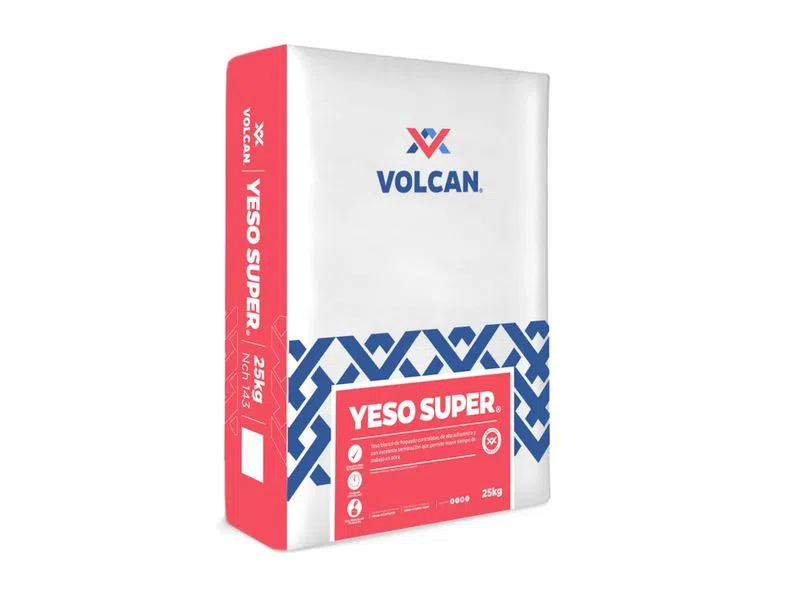 VOLCAN®
YESO SUPER®
25kg
Nch 143
VOLCAN®
YESO SUPER®
Yeso blanco de fraguado controlable, de alta adherencia y
con excelente terminación que permite mayor tiempo de
trabajo en obra.
25kg